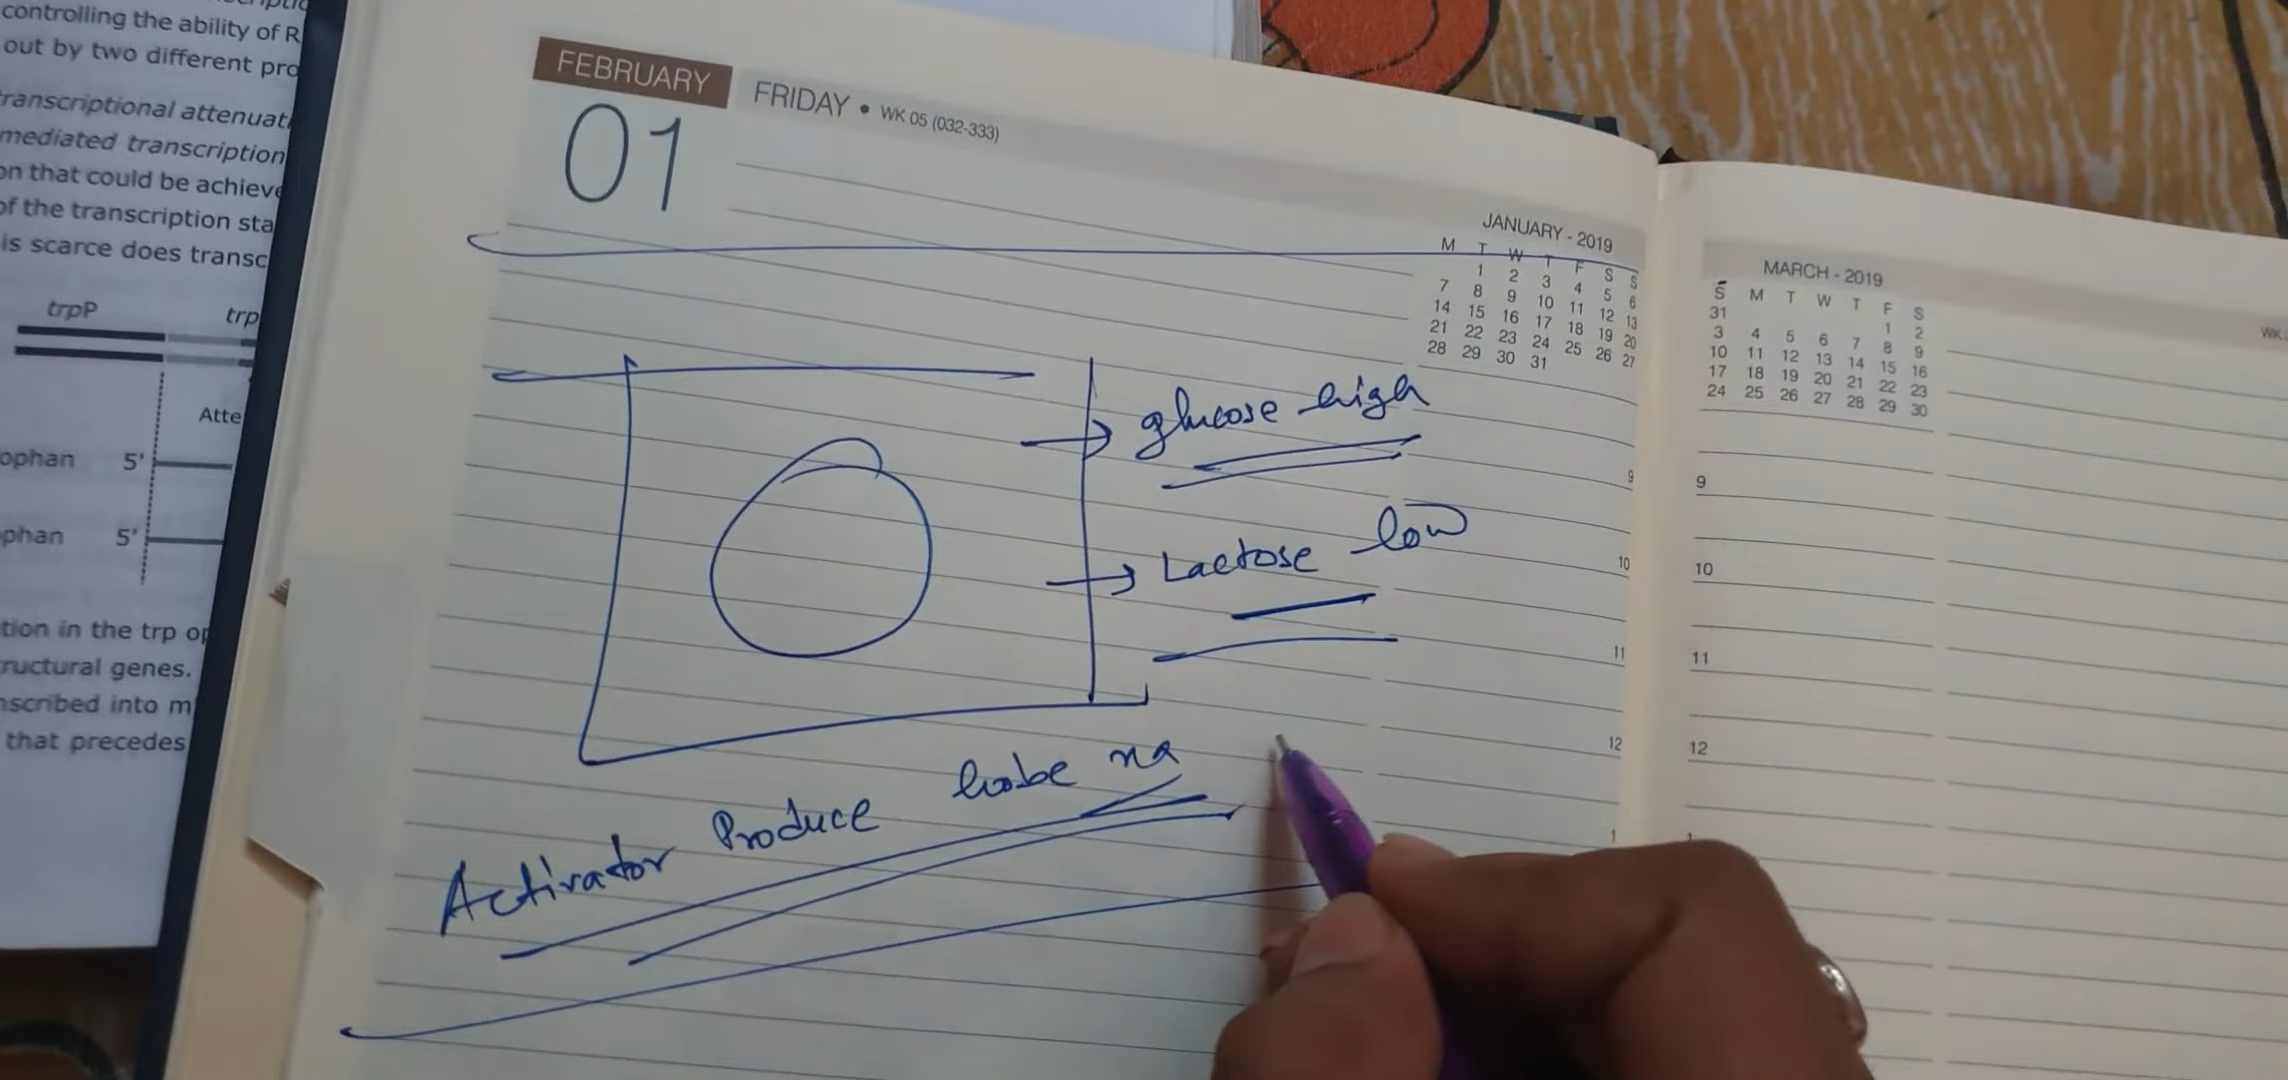 controlling the ability of R
out by two different pro
transcriptional attenuat
mediated transcription
on that could be achieve
of the transcription sta
is scarce does transc
trpP
trp
Atte
ophan 5'
phan 5'
tion in the trp op
ructural genes.
nscribed into m
that precedes
FEBRUARY
01
FRIDAY • WK 05 (032-333)
JANUARY - 2019
M T W T F S S
1 2 3 4 5 6
7 8 9 10 11 12 13
14 15 16 17 18 19 20
21 22 23 24 25 26 27
28 29 30 31
glucose high
Lactose low
Activator Produce hobe na
9
10
11
12
1
MARCH - 2019
S M T W T F S
31 1 2
3 4 5 6 7 8 9
10 11 12 13 14 15 16
17 18 19 20 21 22 23
24 25 26 27 28 29 30
WK
9
10
11
12